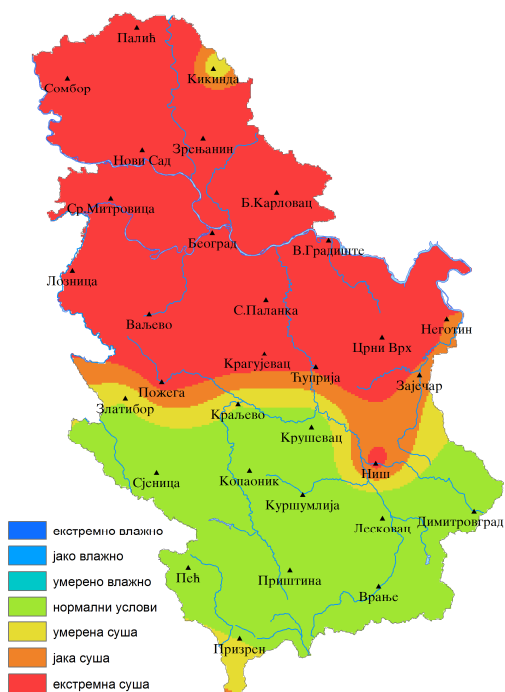 Палић
Кикинда
Сомбор
Зрењанин
Нови Сад
Ср.Митровица
Б.Карловац
Београд
В.Градиште
Лозница
С.Паланка
Ваљево
Неготин
Црни Врх
Крагујевац
Ћуприја
Зајечар
Пожега
Златибор
Краљево
Крушевац
Ниш
Сјеница
Копаоник
Куршумлија
Димитровград
Лесковац
Пећ
Приштина
Врање
Призрен
екстремно влажно
јако влажно
умерено влажно
нормални услови
умерена суша
јака суша
екстремна суша